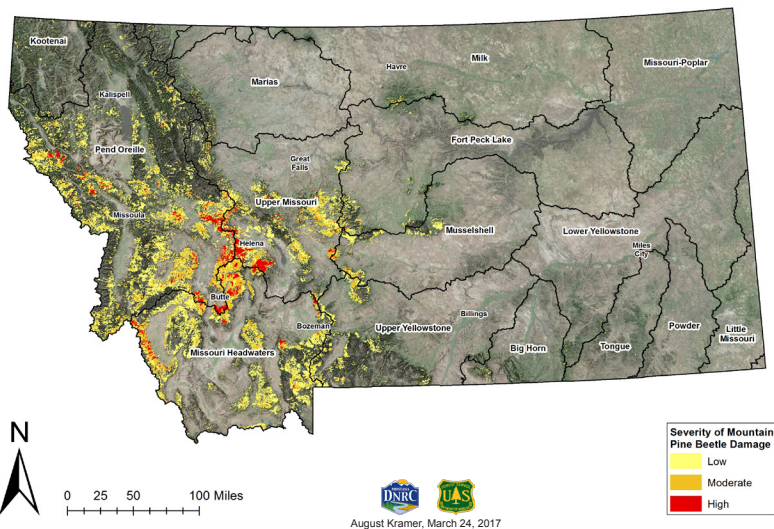 Kootenai
Kalispell
Pend Oreille
Missoula
Marias
Havre
Milk
Missouri-Poplar
Fort Peck Lake
Great
Falls
Upper Missouri
Helena
Musselshell
Lower Yellowstone
Miles
City
Butte
Bozeman
Missouri Headwaters
Upper Yellowstone
Billings
Big Horn
Tongue
Powder
Little
Missouri
N
0 25 50 100 Miles
Severity of Mountain
Pine Beetle Damage
Low
Moderate
High
DNRC
UAS
August Kramer, March 24, 2017